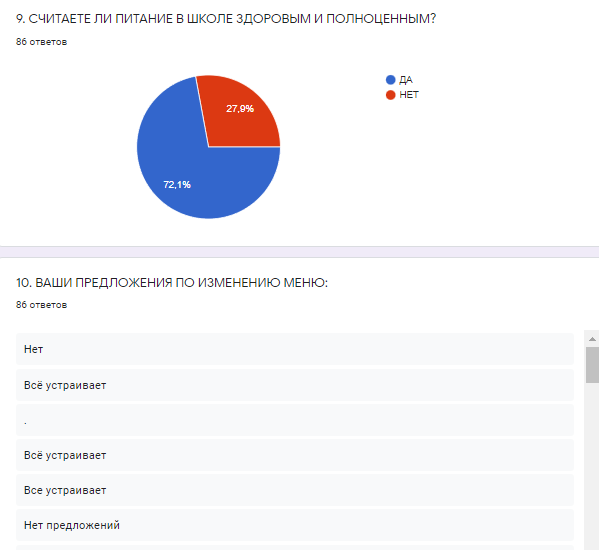 9. СЧИТАЕТЕ ЛИ ПИТАНИЕ В ШКОЛЕ ЗДОРОВЫМ И ПОЛНОЦЕННЫМ?
86 ответов
ДА
НЕТ
27,9%
72,1%
10. ВАШИ ПРЕДЛОЖЕНИЯ ПО ИЗМЕНЕНИЮ МЕНЮ:
86 ответов
Нет
Всё устраивает
.
Всё устраивает
Все устраивает
Нет предложений